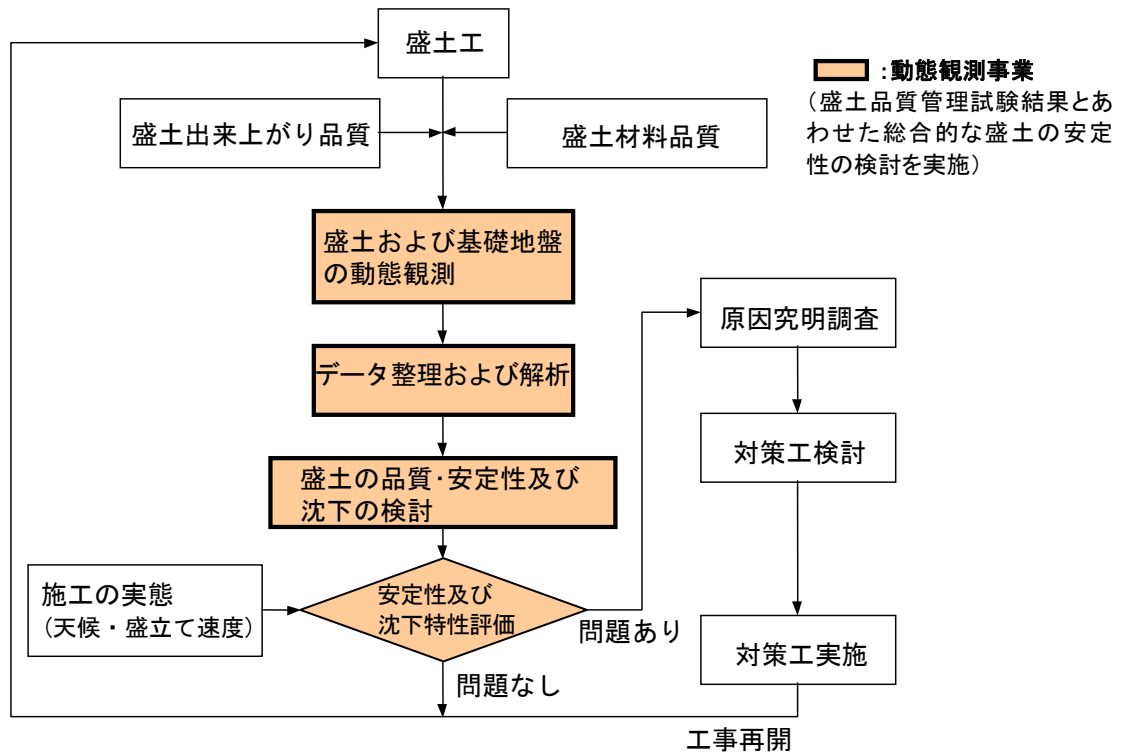 盛土工
：動態観測事業
（盛土品質管理試験結果とあ
わせた総合的な盛土の安定
性の検討を実施）
盛土出来上がり品質
盛土材料品質
盛土および基礎地盤
の動態観測
原因究明調査
データ整理および解析
対策工検討
盛土の品質・安定性及び
沈下の検討
施工の実態
（天候・盛立て速度）
安定性及び
沈下特性評価
問題あり
対策工実施
問題なし
工事再開